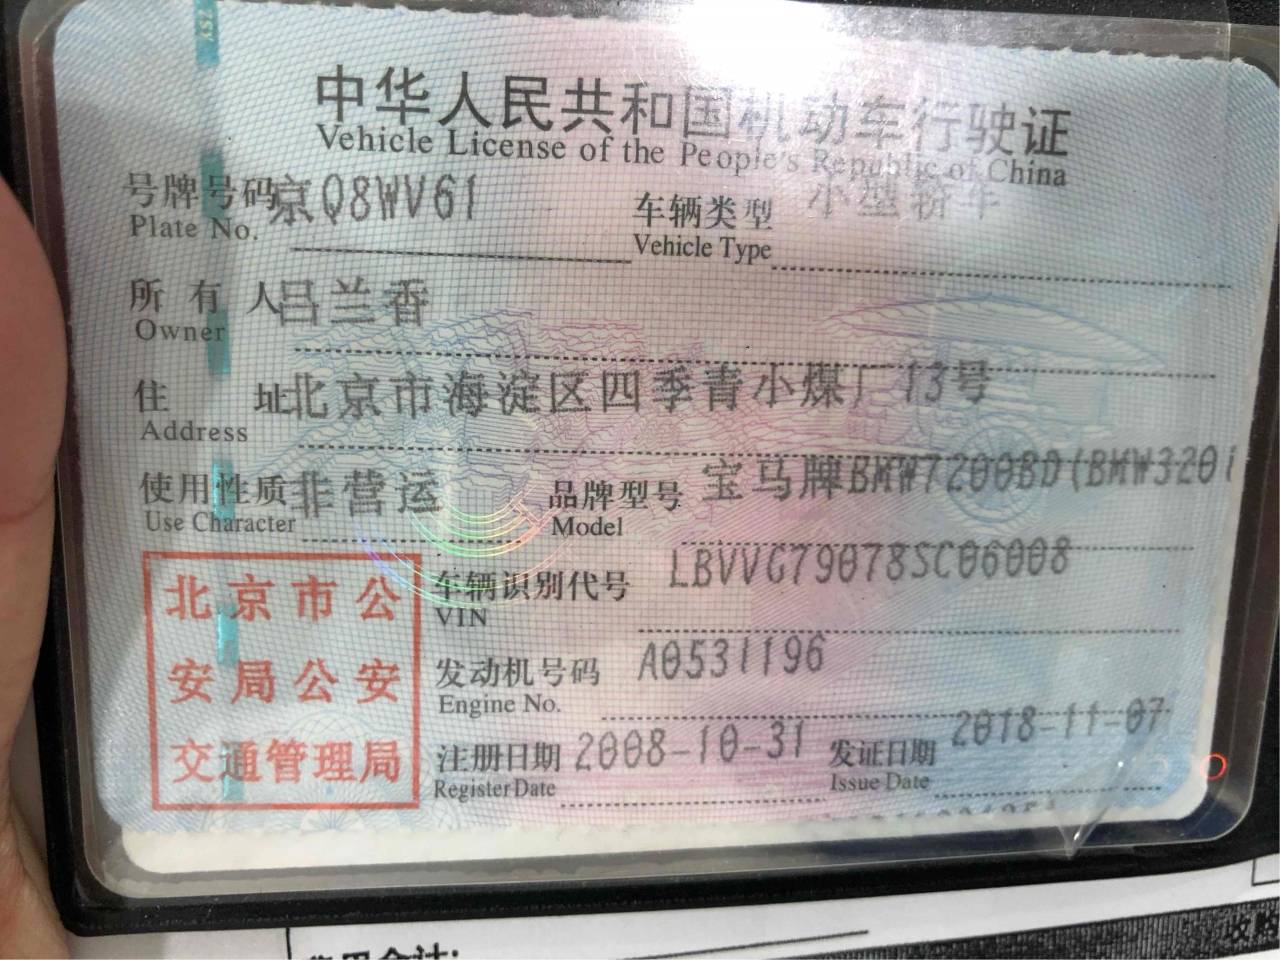 中华人民共和国机动车行驶证
Vehicle License of the People's Republic of China
号牌号码 京Q8WV61 车辆类型 小型轿车
Plate No. Vehicle Type
所有人 吕兰香
Owner
住址 北京市海淀区四季青小煤厂13号
Address
使用性质 非营运 品牌型号 宝马牌BMW7200BD(BMW320i
Use Character Model
北京市公
安局公安
交通管理局
车辆识别代号 LBVVG79078SC06008
VIN
发动机号码 A0531196
Engine No.
注册日期 2008-10-31 发证日期 2018-11-07
Register Date Issue Date